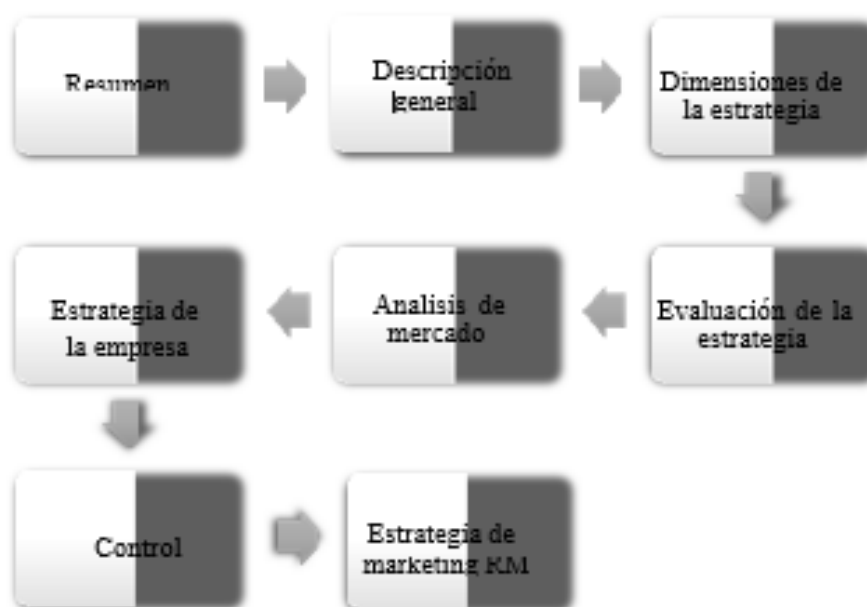 Resumen
Descripción
general
Dimensiones de
la estrategia
Evaluación de la
estrategia
Analisis de
mercado
Estrategia de
la empresa
Control
Estrategia de
marketing RM